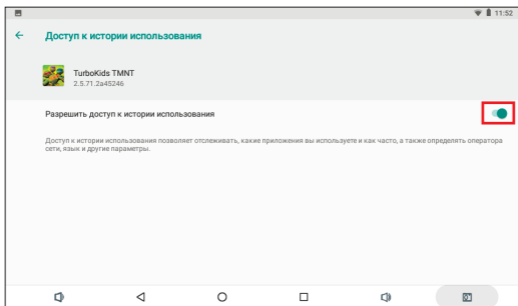 11:52
Доступ к истории использования
TurboKids TMNT
2.5.71.2a45246
Разрешить доступ к истории использования
Доступ к истории использования позволяет отслеживать, какие приложения вы используете и как часто, а также определять оператора
сети, язык и другие параметры.